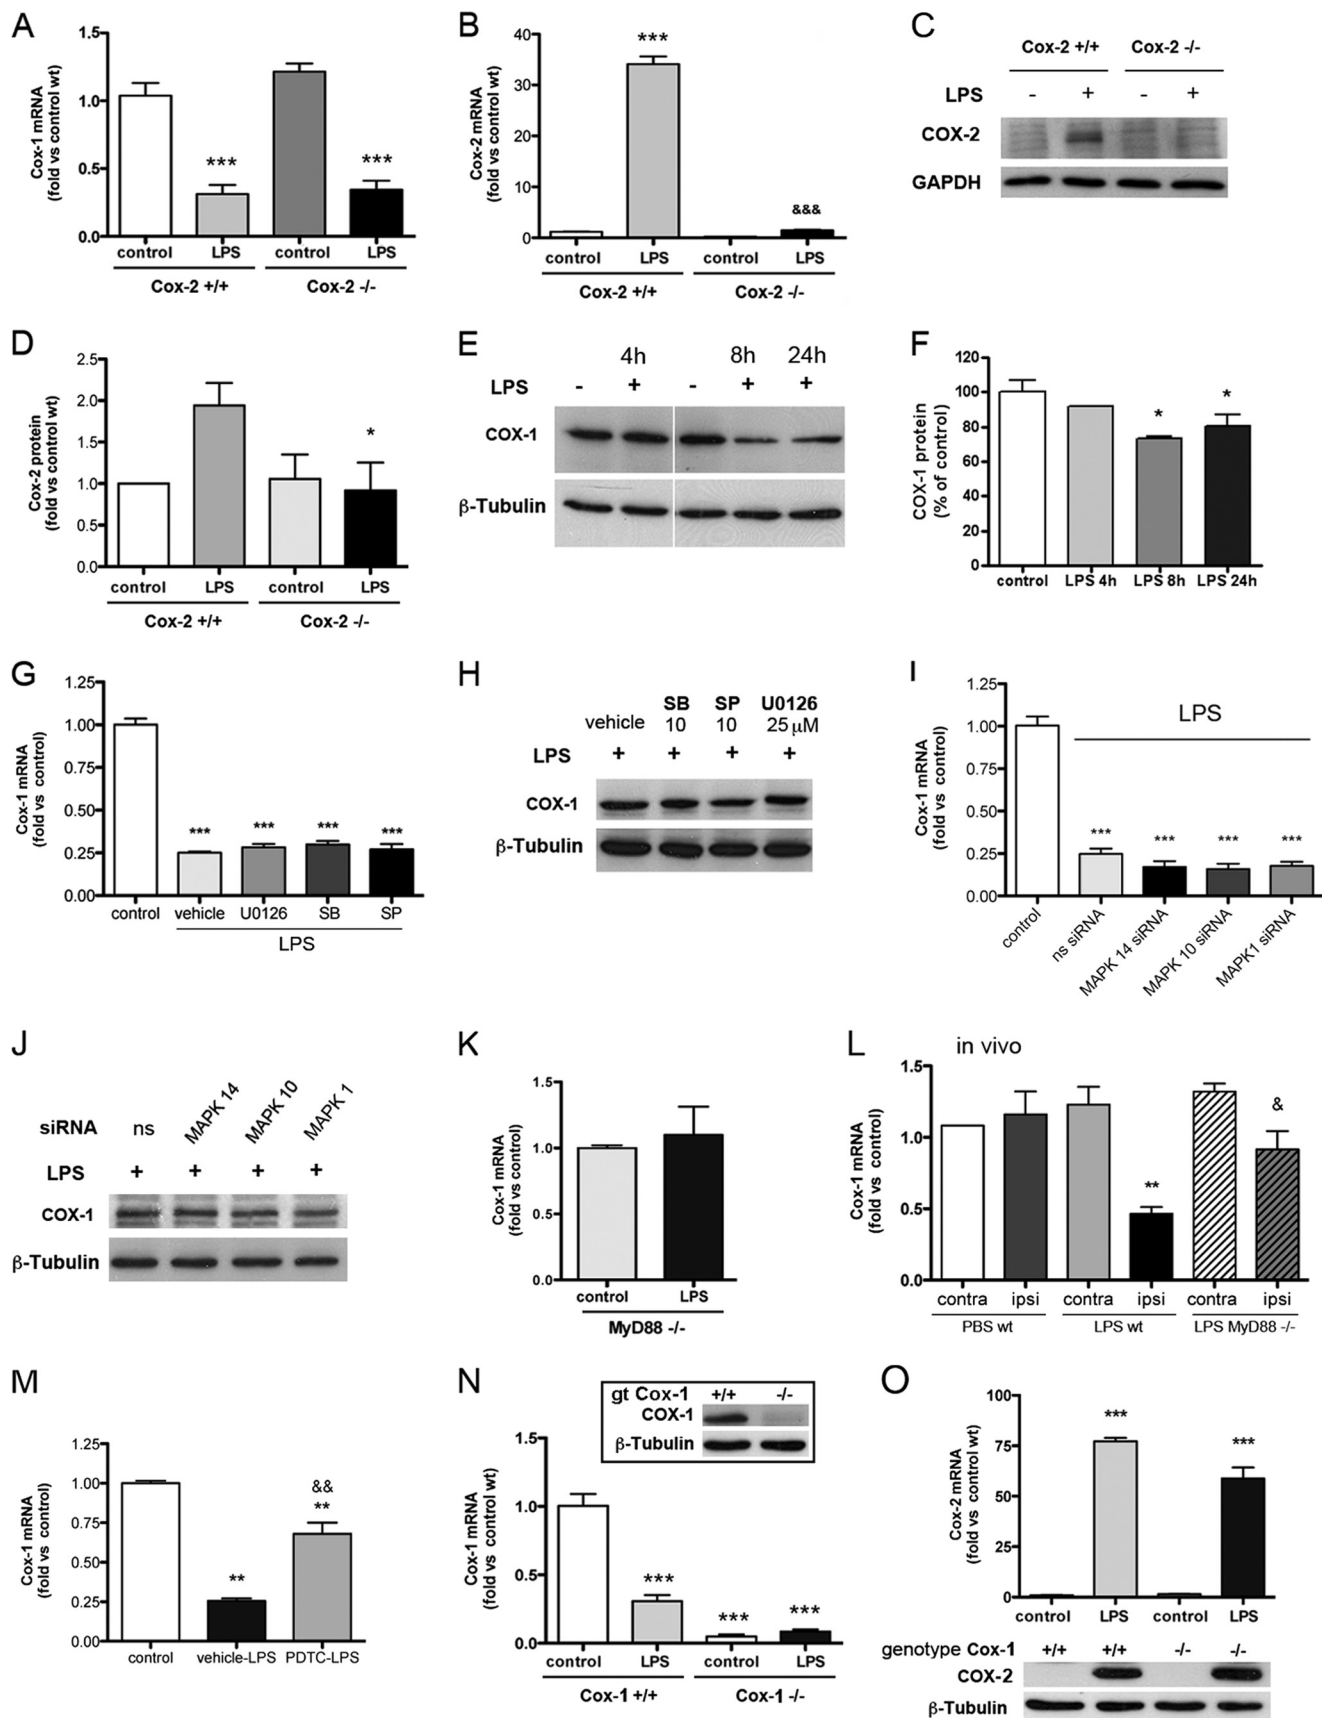 A
Cox-1 mRNA
(fold vs control wt)
1.5
1.0
0.5
0.0
***
***
control LPS control LPS
Cox-2 +/+ Cox-2 -/-
B
Cox-2 mRNA
(fold vs control wt)
40
30
20
10
0
***
&&&
control LPS control LPS
Cox-2 +/+ Cox-2 -/-
C
Cox-2 +/+ Cox-2 -/-
LPS - + - +
COX-2
GAPDH
D
Cox-2 protein
(fold vs control wt)
2.5
2.0
1.5
1.0
0.5
0.0
*
control LPS control LPS
Cox-2 +/+ Cox-2 -/-
E
4h 8h 24h
LPS - + - + +
COX-1
β-Tubulin
F
COX-1 protein
(% of control)
120
100
80
60
40
20
0
*
*
control LPS 4h LPS 8h LPS 24h
G
Cox-1 mRNA
(fold vs control)
1.25
1.00
0.75
0.50
0.25
0.00
*** *** *** ***
control vehicle U0126 SB SP
LPS
H
SB SP U0126
vehicle 10 10 25 μM
LPS + + + +
COX-1
β-Tubulin
I
Cox-1 mRNA
(fold vs control)
1.25
1.00
0.75
0.50
0.25
0.00
LPS
*** *** *** ***
control
ns siRNA
MAPK 14 siRNA
MAPK 10 siRNA
MAPK1 siRNA
J
siRNA ns MAPK 14 MAPK 10 MAPK 1
LPS + + + +
COX-1
β-Tubulin
K
Cox-1 mRNA
(fold vs control)
1.5
1.0
0.5
0.0
control LPS
MyD88 -/-
L in vivo
Cox-1 mRNA
(fold vs control)
1.5
1.0
0.5
0.0
**
&
contra ipsi contra ipsi contra ipsi
PBS wt LPS wt LPS MyD88 -/-
M
Cox-1 mRNA
(fold vs control)
1.25
1.00
0.75
0.50
0.25
0.00
**
&&
**
control vehicle-LPS PDTC-LPS
N
gt Cox-1 +/+ -/-
COX-1
β-Tubulin
Cox-1 mRNA
(fold vs control wt)
1.5
1.0
0.5
0.0
***
***
***
control LPS control LPS
Cox-1 +/+ Cox-1 -/-
O
Cox-2 mRNA
(fold vs control wt)
100
75
50
25
0
***
***
control LPS control LPS
genotype Cox-1 +/+ +/+ -/- -/-
COX-2
β-Tubulin